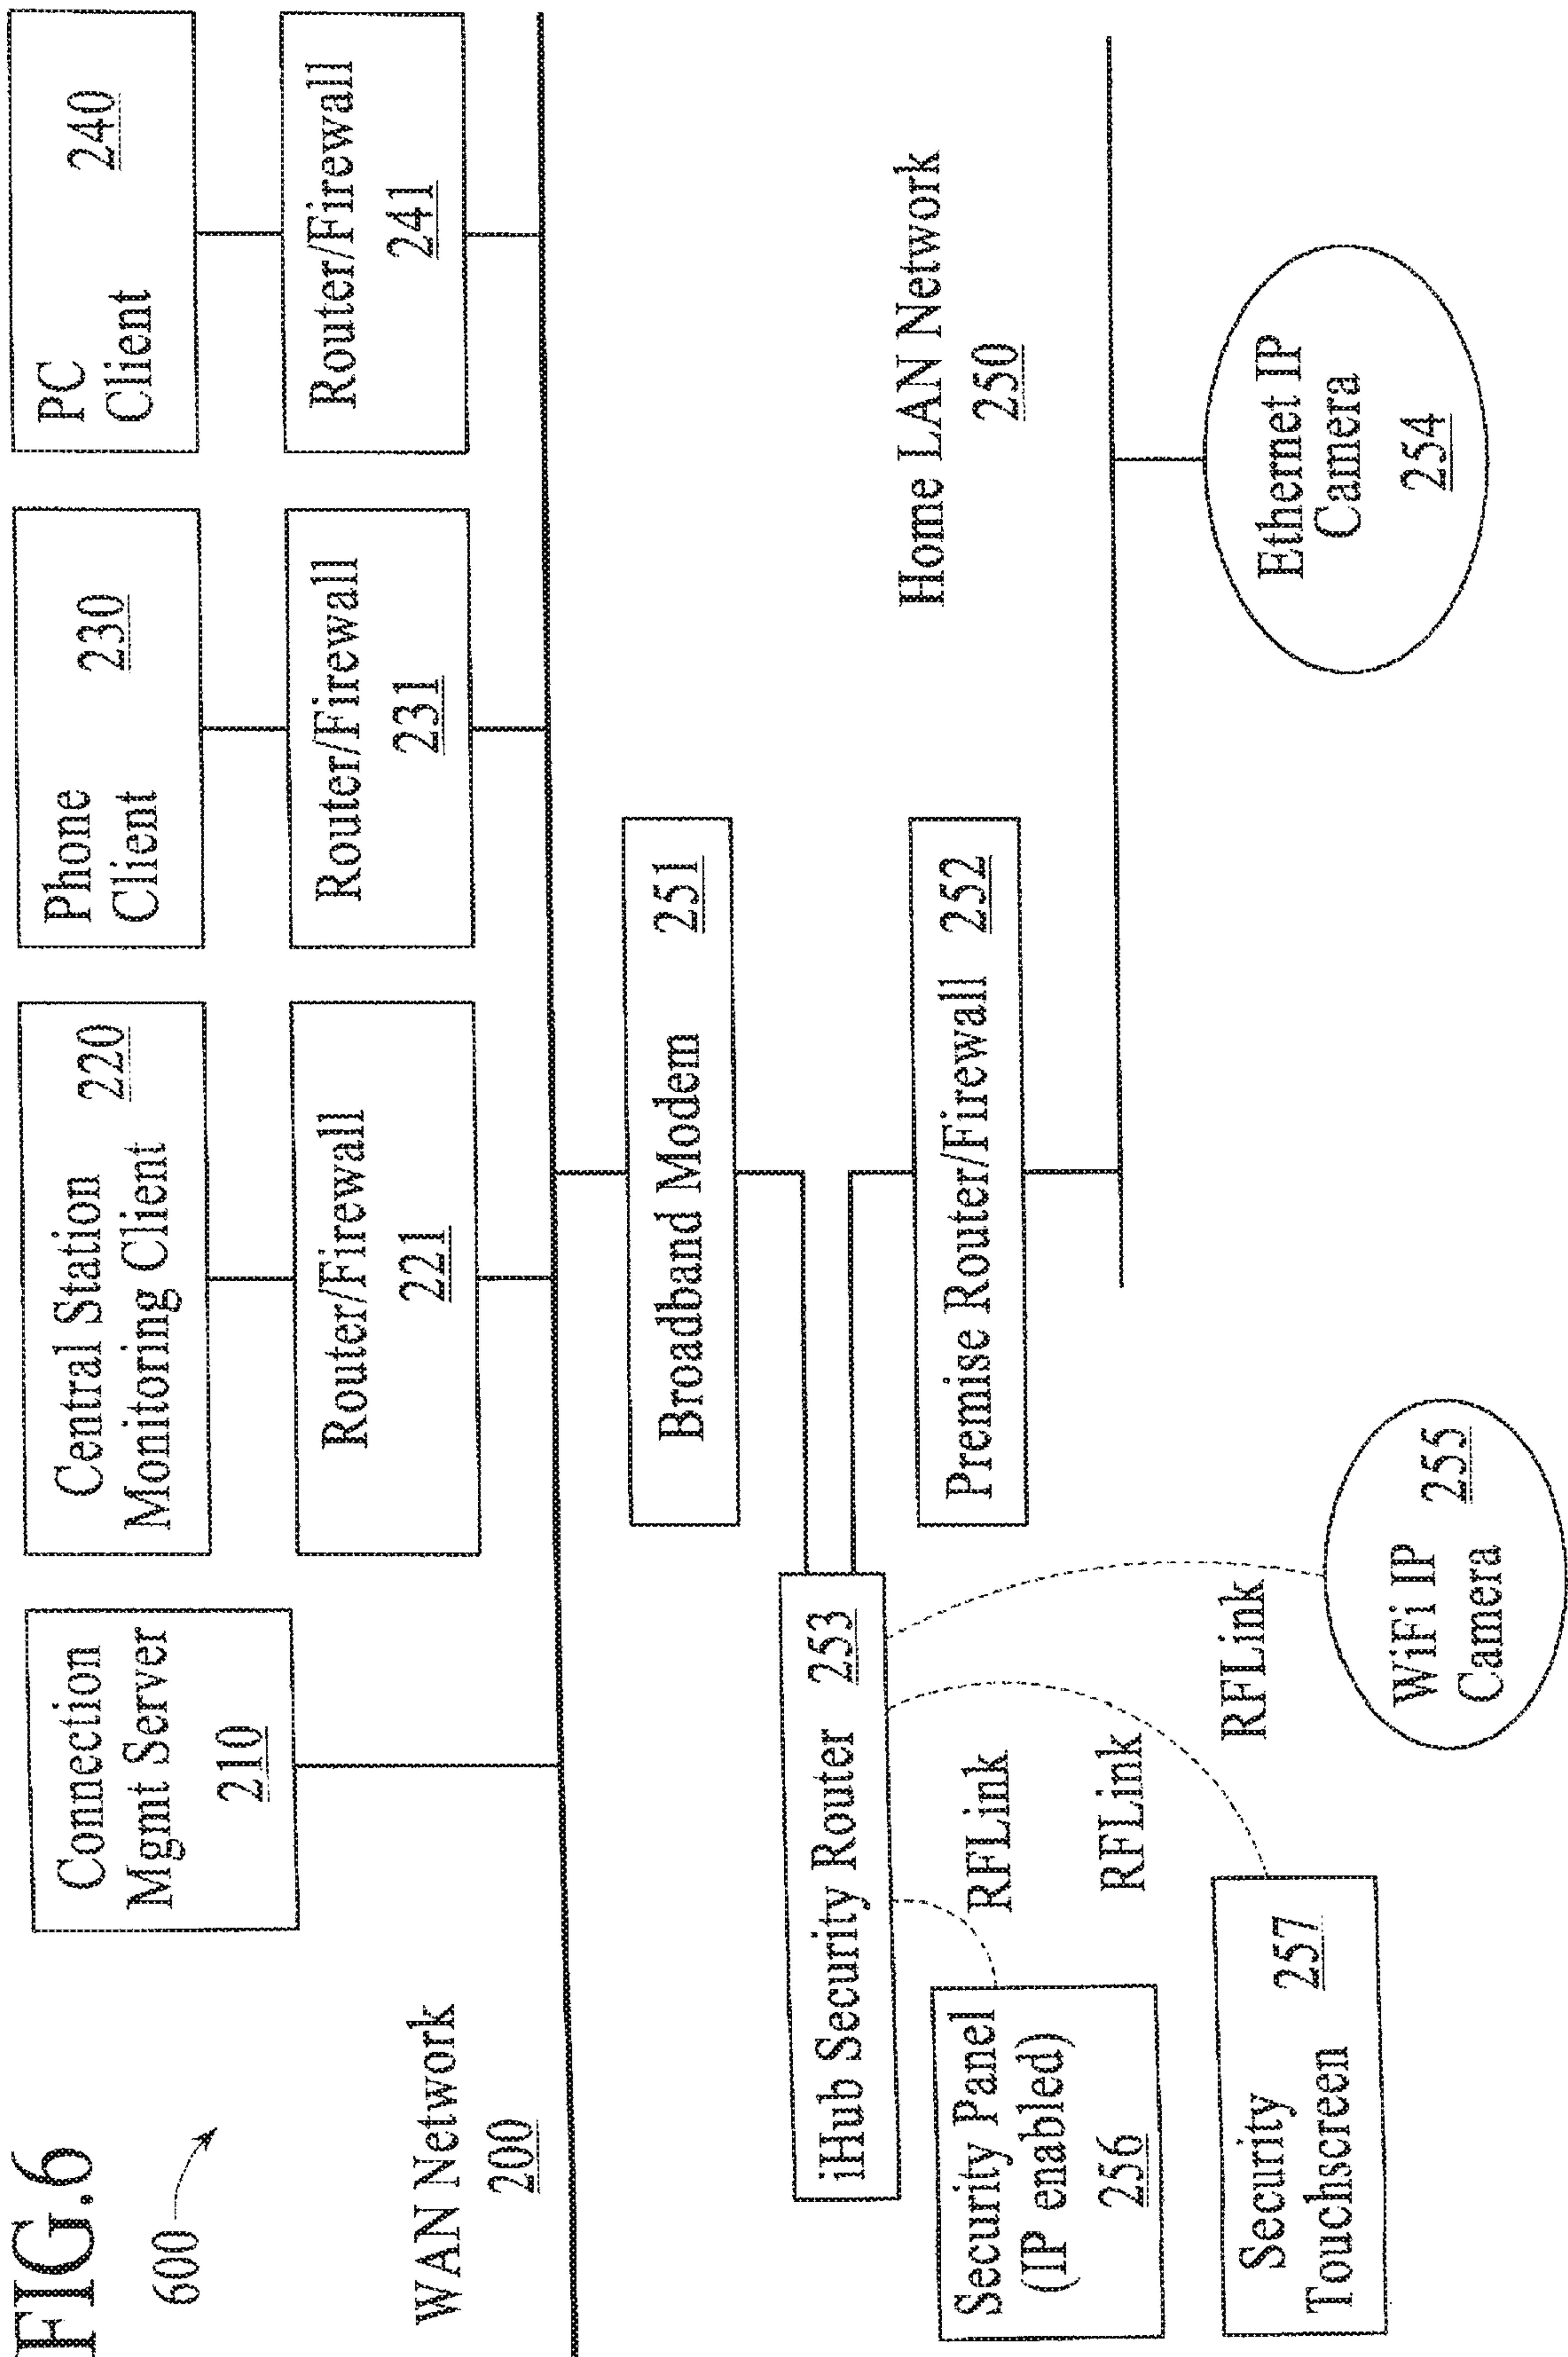 FIG.6
600
WAN Network
200
Connection
Mgmt Server
210
Central Station
Monitoring Client
220
Router/Firewall
221
Phone
Client
230
Router/Firewall
231
PC
Client
240
Router/Firewall
241
Broadband Modem 251
iHub Security Router 253
Premise Router/Firewall 252
Home LAN Network
250
Security Panel
(IP enabled)
256
RFLink
Security
Touchscreen
257
RFLink
RFLink
WiFi IP
Camera
255
Ethernet IP
Camera
254